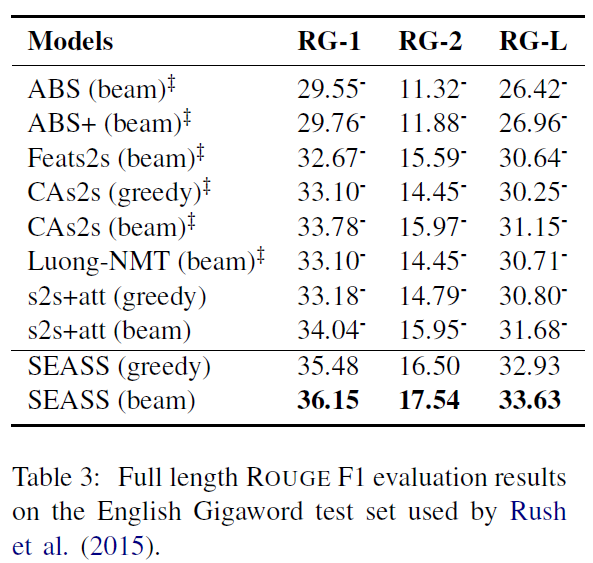 Models RG-1 RG-2 RG-L
ABS (beam)‡ 29.55- 11.32- 26.42-
ABS+ (beam)‡ 29.76- 11.88- 26.96-
Feats2s (beam)‡ 32.67- 15.59- 30.64-
CAs2s (greedy)‡ 33.10- 14.45- 30.25-
CAs2s (beam)‡ 33.78- 15.97- 31.15-
Luong-NMT (beam)‡ 33.10- 14.45- 30.71-
s2s+att (greedy) 33.18- 14.79- 30.80-
s2s+att (beam) 34.04- 15.95- 31.68-
SEASS (greedy) 35.48 16.50 32.93
SEASS (beam) 36.15 17.54 33.63
Table 3: Full length ROUGE F1 evaluation results
on the English Gigaword test set used by Rush
et al. (2015).